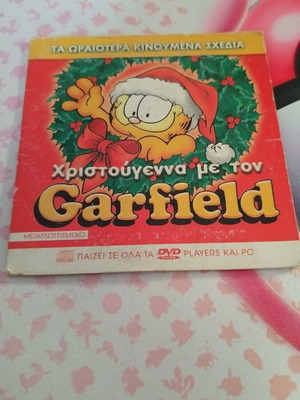 ΤΑ ΩΡΑΙΟΤΕΡΑ ΚΙΝΟΥΜΕΝΑ ΣΧΕΔΙΑ
Χριστούγεννα με τον
Garfield
ΜΕΤΑΓΛΩΤΤΙΣΜΕΝΟ
ΠΑΙΖΕΙ ΣΕ ΟΛΑ ΤΑ DVD PLAYERS ΚΑΙ PC